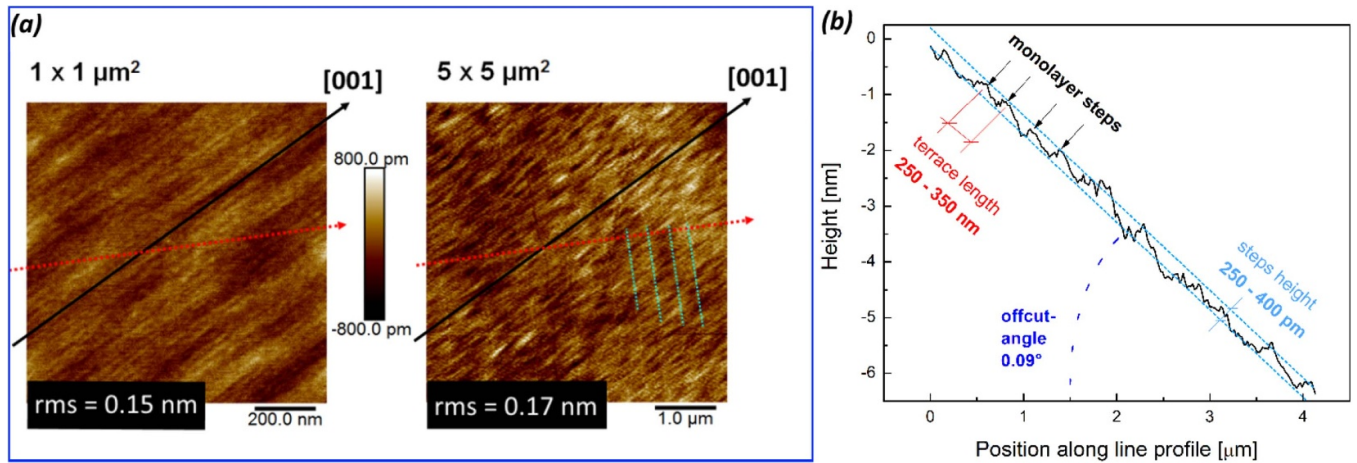 (a)
1 x 1 µm²
[001]
5 x 5 µm²
[001]
800.0 pm
-800.0 pm
rms = 0.15 nm
200.0 nm
rms = 0.17 nm
1.0 µm
(b)
Height [nm]
0
-1
-2
-3
-4
-5
-6
monolayer steps
terrace length
250 - 350 nm
steps height
250 - 400 pm
offcut-
angle
0.09°
0
1
2
3
4
Position along line profile [µm]